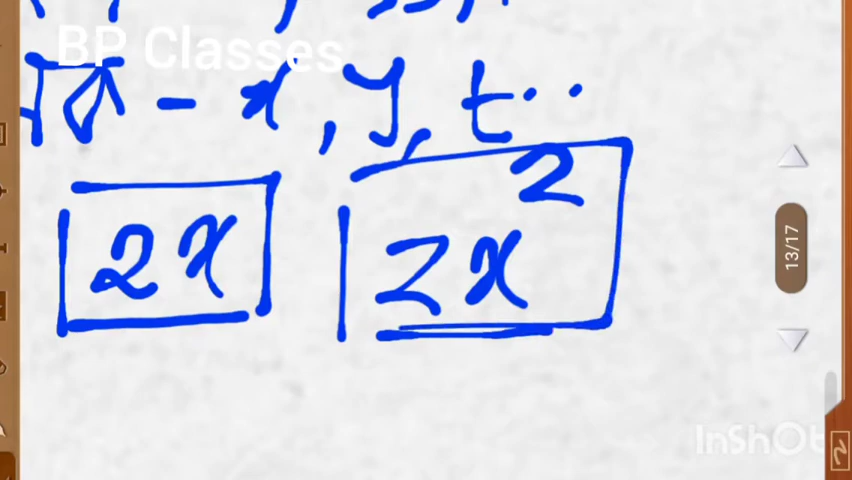 BP Classes
- x, y, t..
2x 2x²
13/17
InShOt